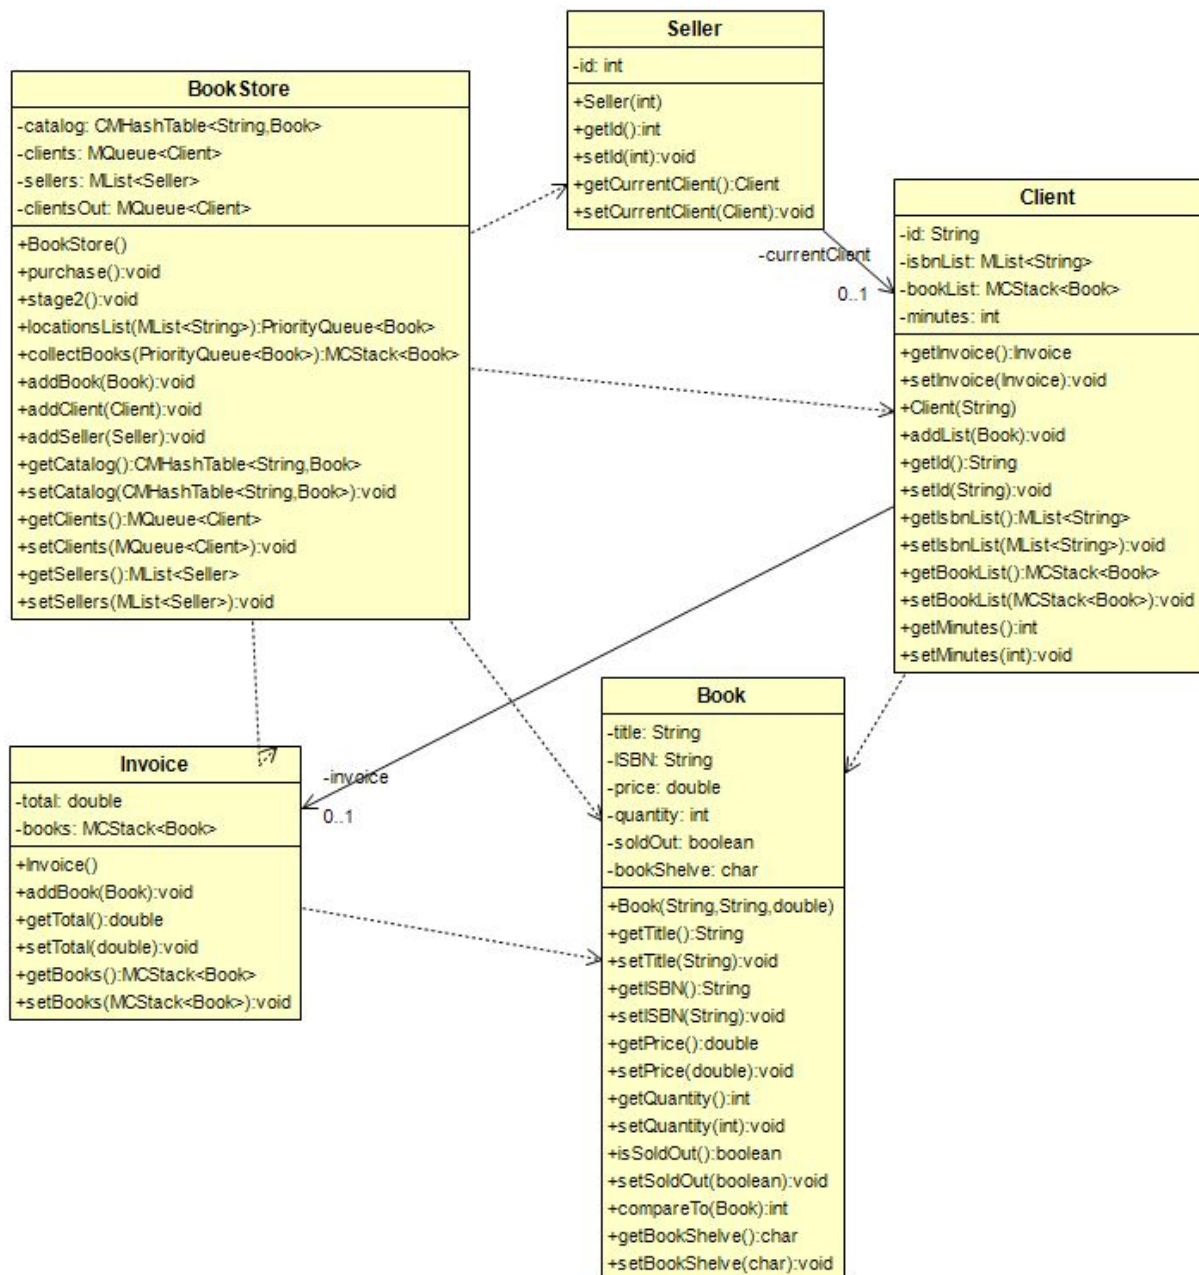 Seller
-id: int
+Seller(int)
+getId():int
+setId(int):void
+getCurrentClient():Client
+setCurrentClient(Client):void
BookStore
-catalog: CMHashTable<String,Book>
-clients: MQueue<Client>
-sellers: MList<Seller>
-clientsOut: MQueue<Client>
+BookStore()
+purchase():void
+stage2():void
+locationsList(MList<String>):PriorityQueue<Book>
+collectBooks(PriorityQueue<Book>):MCStack<Book>
+addBook(Book):void
+addClient(Client):void
+addSeller(Seller):void
+getCatalog():CMHashTable<String,Book>
+setCatalog(CMHashTable<String,Book>):void
+getClients():MQueue<Client>
+setClients(MQueue<Client>):void
+getSellers():MList<Seller>
+setSellers(MList<Seller>):void
-currentClient
0..1
Client
-id: String
-isbnList: MList<String>
-bookList: MCStack<Book>
-minutes: int
+getInvoice():Invoice
+setInvoice(Invoice):void
+Client(String)
+addList(Book):void
+getId():String
+setId(String):void
+getIsbnList():MList<String>
+setIsbnList(MList<String>):void
+getBookList():MCStack<Book>
+setBookList(MCStack<Book>):void
+getMinutes():int
+setMinutes(int):void
Invoice
-total: double
-books: MCStack<Book>
+Invoice()
+addBook(Book):void
+getTotal():double
+setTotal(double):void
+getBooks():MCStack<Book>
+setBooks(MCStack<Book>):void
-invoice
0..1
Book
-title: String
-ISBN: String
-price: double
-quantity: int
-soldOut: boolean
-bookShelve: char
+Book(String,String,double)
+getTitle():String
+setTitle(String):void
+getISBN():String
+setISBN(String):void
+getPrice():double
+setPrice(double):void
+getQuantity():int
+setQuantity(int):void
+isSoldOut():boolean
+setSoldOut(boolean):void
+compareTo(Book):int
+getBookShelve():char
+setBookShelve(char):void